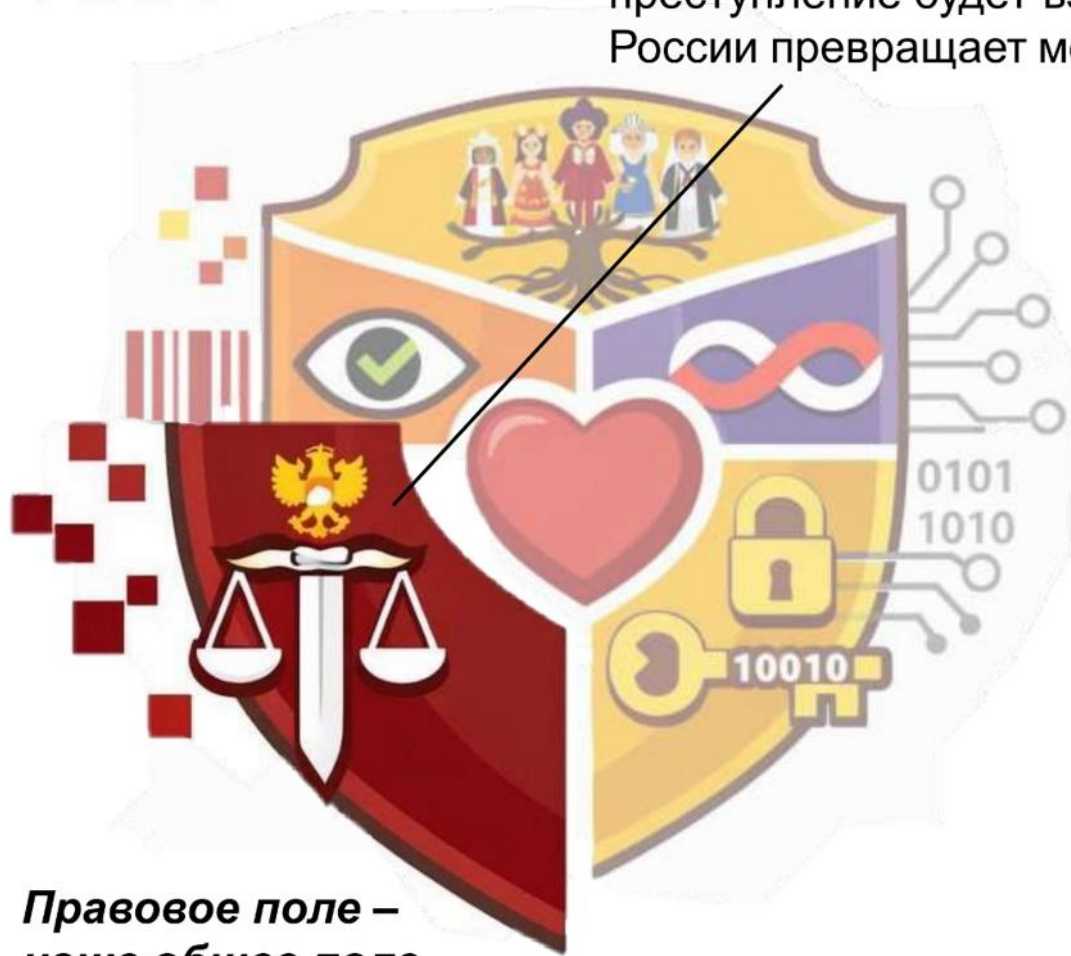 преступление будет
России превращает
0101
1010
10010
Правовое поле –
наше общее поле